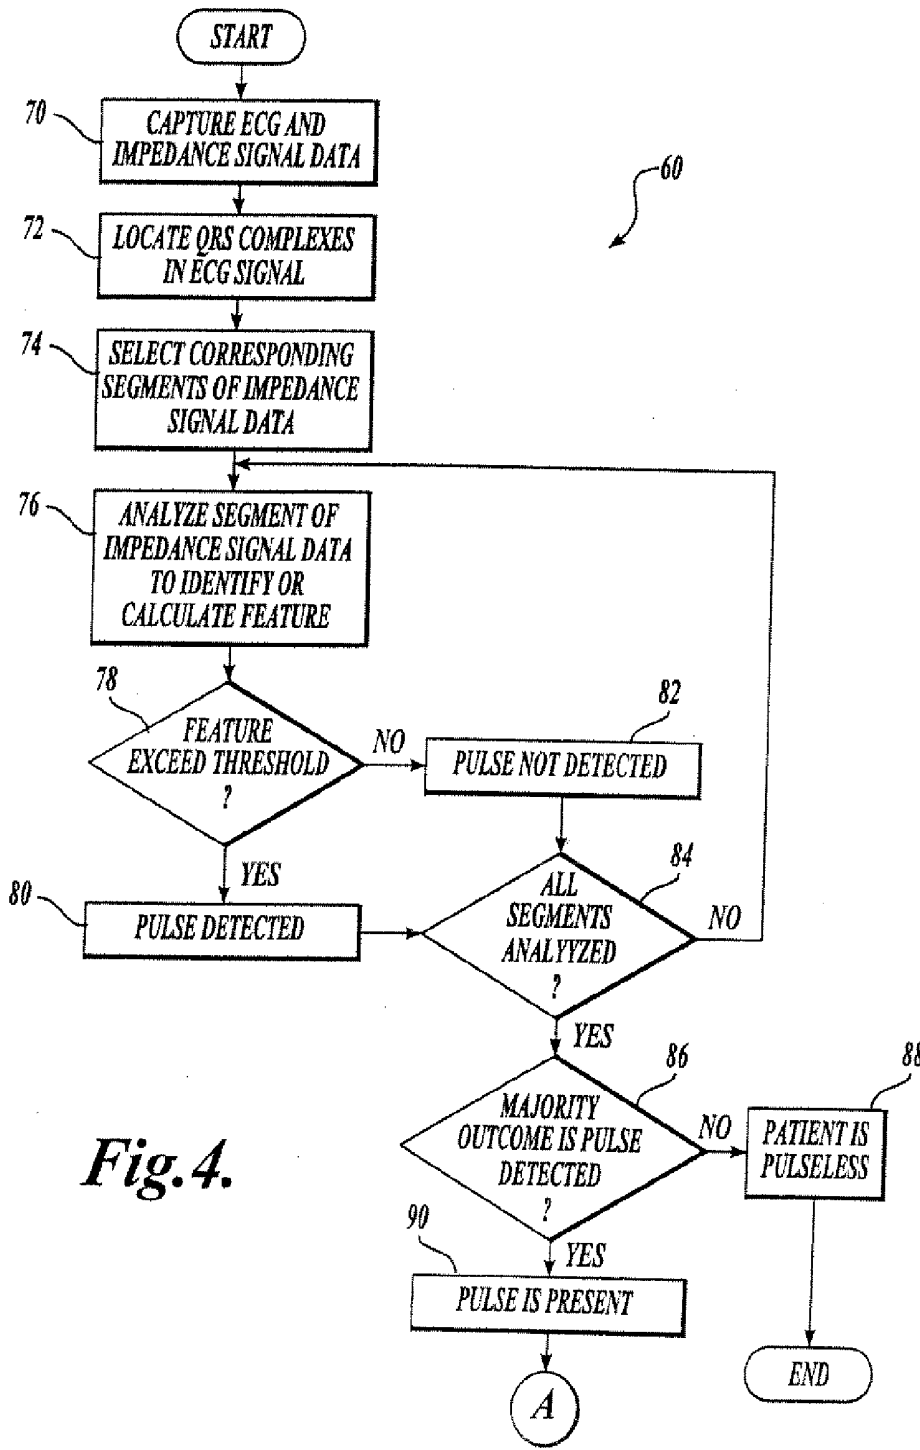 START
70
CAPTURE ECG AND
IMPEDANCE SIGNAL DATA
60
72
LOCATE QRS COMPLEXES
IN ECG SIGNAL
74
SELECT CORRESPONDING
SEGMENTS OF IMPEDANCE
SIGNAL DATA
76
ANALYZE SEGMENT OF
IMPEDANCE SIGNAL DATA
TO IDENTIFY OR
CALCULATE FEATURE
78
FEATURE
EXCEED THRESHOLD
?
NO
82
PULSE NOT DETECTED
YES
80
PULSE DETECTED
84
ALL
SEGMENTS
ANALYYZED
?
NO
YES
86
MAJORITY
OUTCOME IS PULSE
DETECTED
?
NO
88
PATIENT IS
PULSELESS
Fig.4.
YES
90
PULSE IS PRESENT
END
A